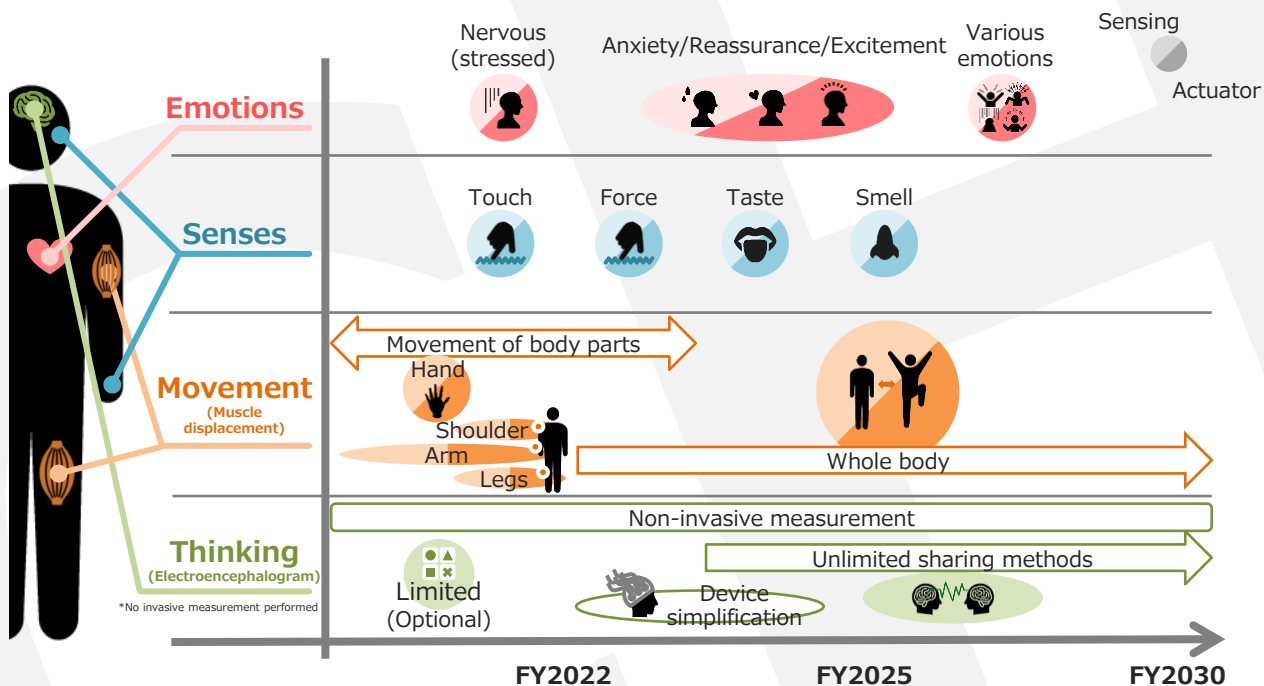 Nervous
(stressed)
Anxiety/Reassurance/Excitement
Various
emotions
Sensing
Actuator
Emotions
Touch
Force
Taste
Smell
Senses
Movement of body parts
Hand
Movement
(Muscle
displacement)
Shoulder
Arm
Legs
Whole body
Non-invasive measurement
Thinking
(Electroencephalogram)
*No invasive measurement performed
Unlimited sharing methods
Limited
(Optional)
Device
simplification
FY2022
FY2025
FY2030